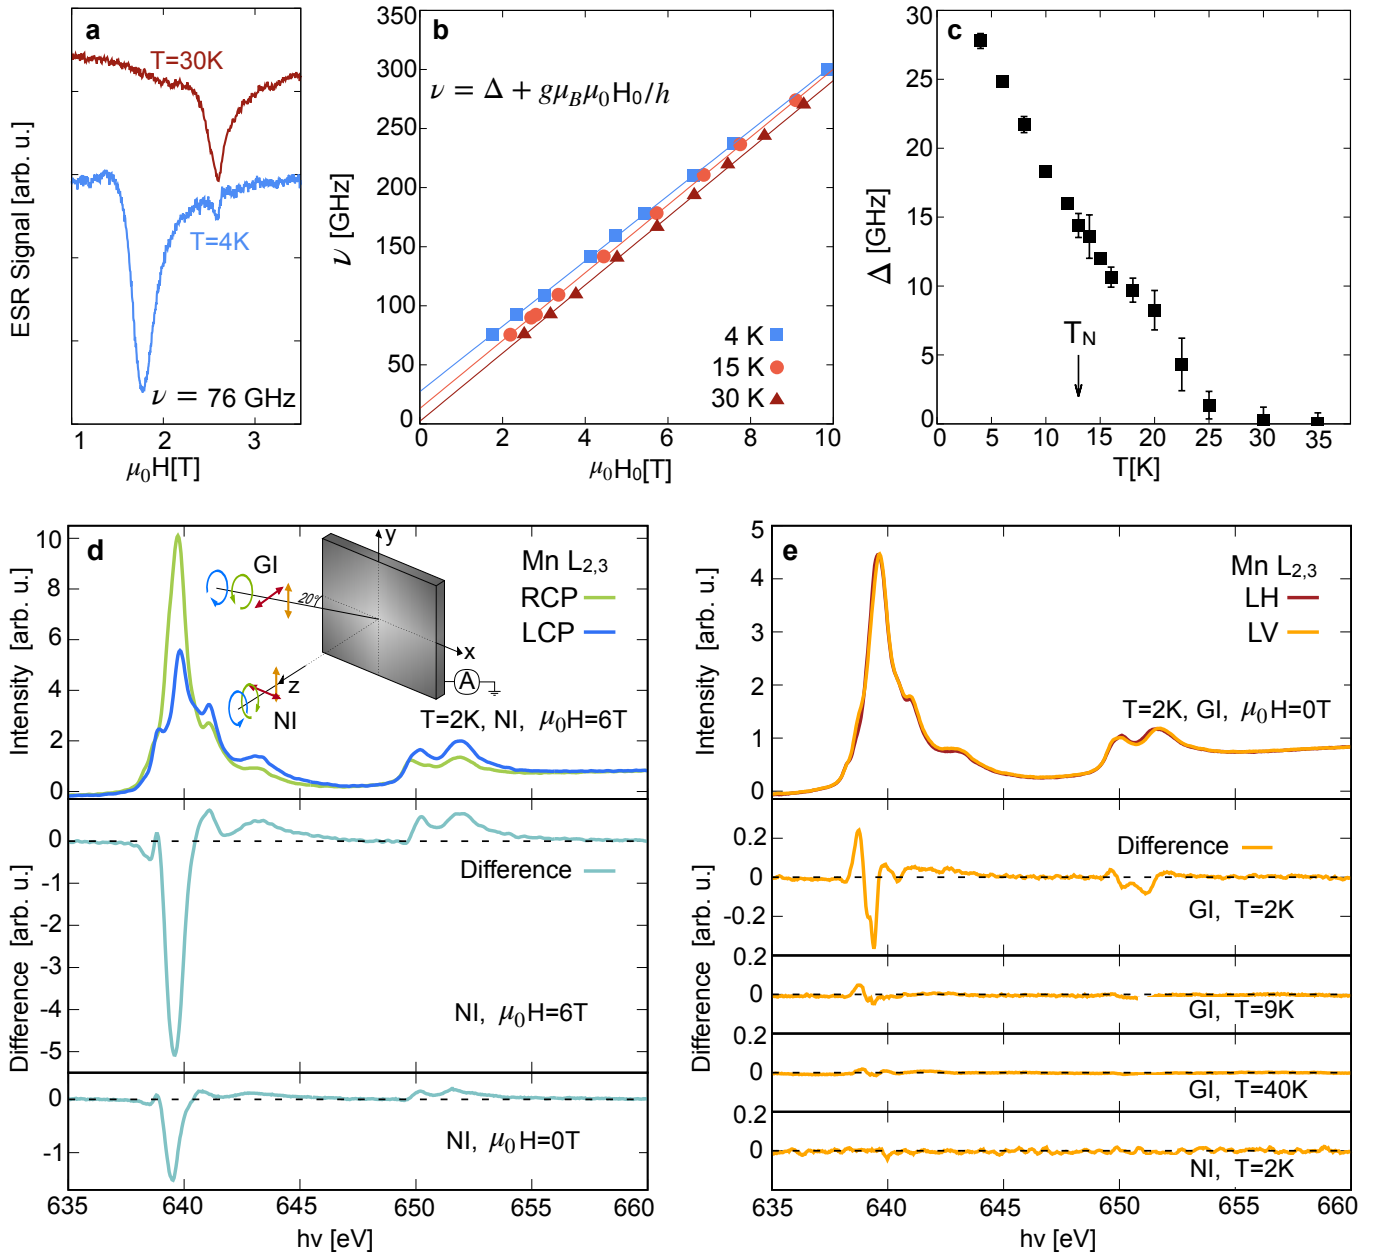 a
T=30K
T=4K
ν = 76 GHz
ESR Signal [arb. u.]
1
2
3
μ₀H[T]
b
ν = Δ + gμ_Bμ₀H₀/h
350
300
250
200
150
100
50
0
ν [GHz]
4 K
15 K
30 K
0
2
4
6
8
10
μ₀H₀[T]
c
30
25
20
15
10
5
0
Δ [GHz]
T_N
0
5
10
15
20
25
30
35
T[K]
d
10
8
6
4
2
0
Intensity [arb. u.]
GI
20°
y
x
z
NI
A
Mn L₂,₃
RCP
LCP
T=2K, NI, μ₀H=6T
0
-1
-2
-3
-4
-5
Difference [arb. u.]
Difference
NI, μ₀H=6T
0
-1
NI, μ₀H=0T
635
640
645
650
655
660
hν [eV]
e
5
4
3
2
1
0
Intensity [arb. u.]
Mn L₂,₃
LH
LV
T=2K, GI, μ₀H=0T
0.2
0
-0.2
Difference [arb. u.]
Difference
GI, T=2K
0.2
0
GI, T=9K
0.2
0
GI, T=40K
0.2
0
NI, T=2K
635
640
645
650
655
660
hν [eV]